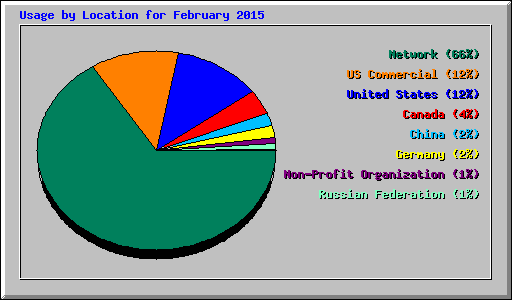 Usage by Location for February 2015
Network (66%)
US Commercial (12%)
United States (12%)
Canada (4%)
China (2%)
Germany (2%)
Non-Profit Organization (1%)
Russian Federation (1%)